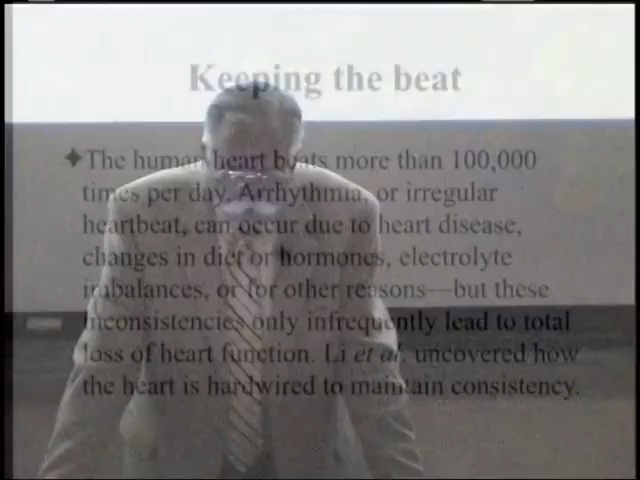 Keeping the beat
The human heart beats more than 100,000
times per day. Arrhythmia, or irregular
heartbeat, can occur due to heart disease,
changes in diet or hormones, electrolyte
imbalances, or for other reasons—but these
inconsistencies only infrequently lead to total
loss of heart function. Li et al. uncovered how
the heart is hardwired to maintain consistency.